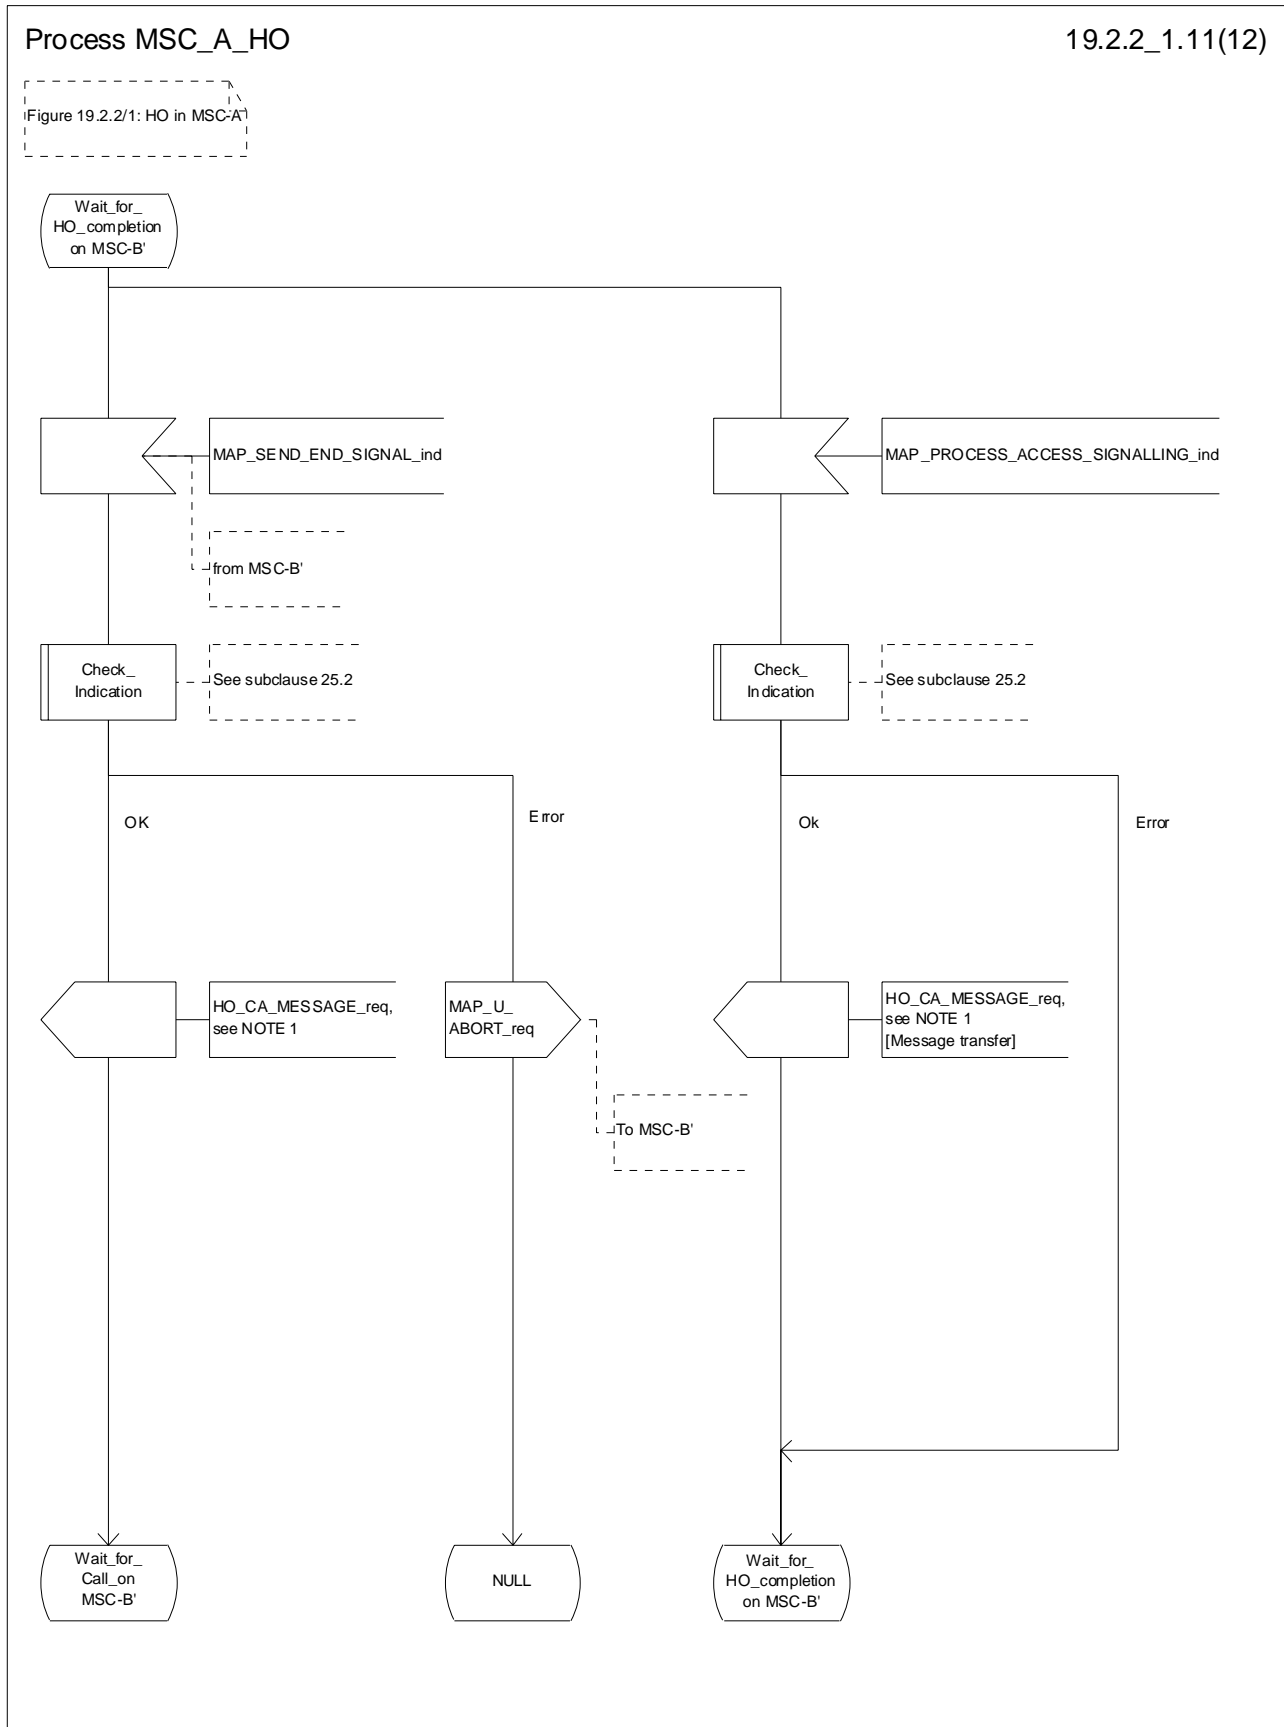 Process MSC_A_HO
19.2.2_1.11(12)
Figure 19.2.2/1: HO in MSC-A
Wait_for_
HO_completion
on MSC-B'
MAP_SEND_END_SIGNAL_ind
MAP_PROCESS_ACCESS_SIGNALLING_ind
from MSC-B'
Check_
Indication
See subclause 25.2
Check_
Indication
See subclause 25.2
OK
Error
Ok
Error
HO_CA_MESSAGE_req,
see NOTE 1
MAP_U_
ABORT_req
HO_CA_MESSAGE_req,
see NOTE 1
[Message transfer]
To MSC-B'
Wait_for_
Call_on
MSC-B'
NULL
Wait_for_
HO_completion
on MSC-B'